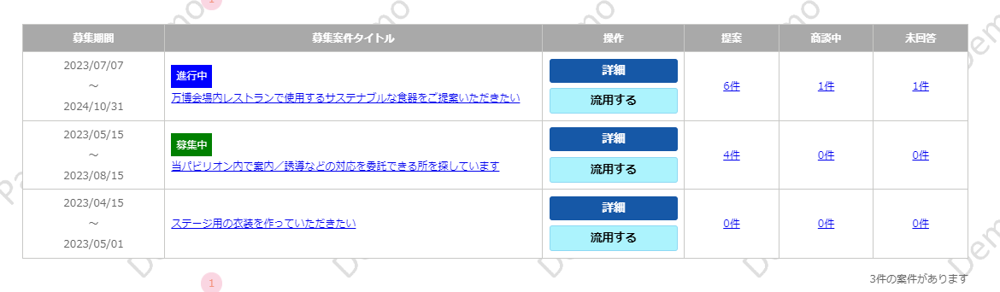 1
募集期間 募集案件タイトル 操作 提案 商談中 未回答
2023/07/07
～
2024/10/31
進行中
万博会場内レストランで使用するサステナブルな食器をご提案いただきたい
詳細
流用する
6件 1件 1件
2023/05/15
～
2023/08/15
募集中
当パビリオン内で案内／誘導などの対応を委託できる所を探しています
詳細
流用する
4件 0件 0件
2023/04/15
～
2023/05/01
ステージ用の衣装を作っていただきたい
詳細
流用する
0件 0件 0件
3件の案件があります
1